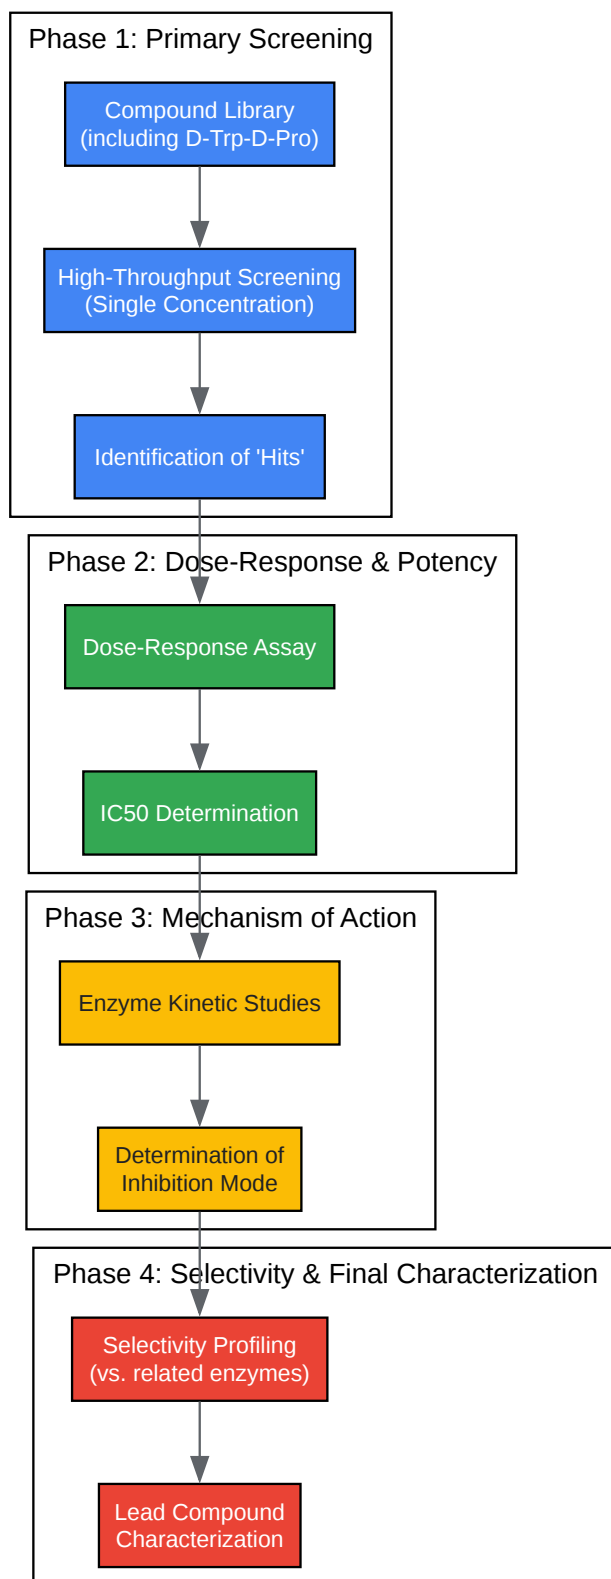 Phase 1: Primary Screening
Compound Library
(including D-Trp-D-Pro)
High-Throughput Screening
(Single Concentration)
Identification of 'Hits'
Phase 2: Dose-Response & Potency
Dose-Response Assay
IC50 Determination
Phase 3: Mechanism of Action
Enzyme Kinetic Studies
Determination of
Inhibition Mode
Phase 4: Selectivity & Final Characterization
Selectivity Profiling
(vs. related enzymes)
Lead Compound
Characterization